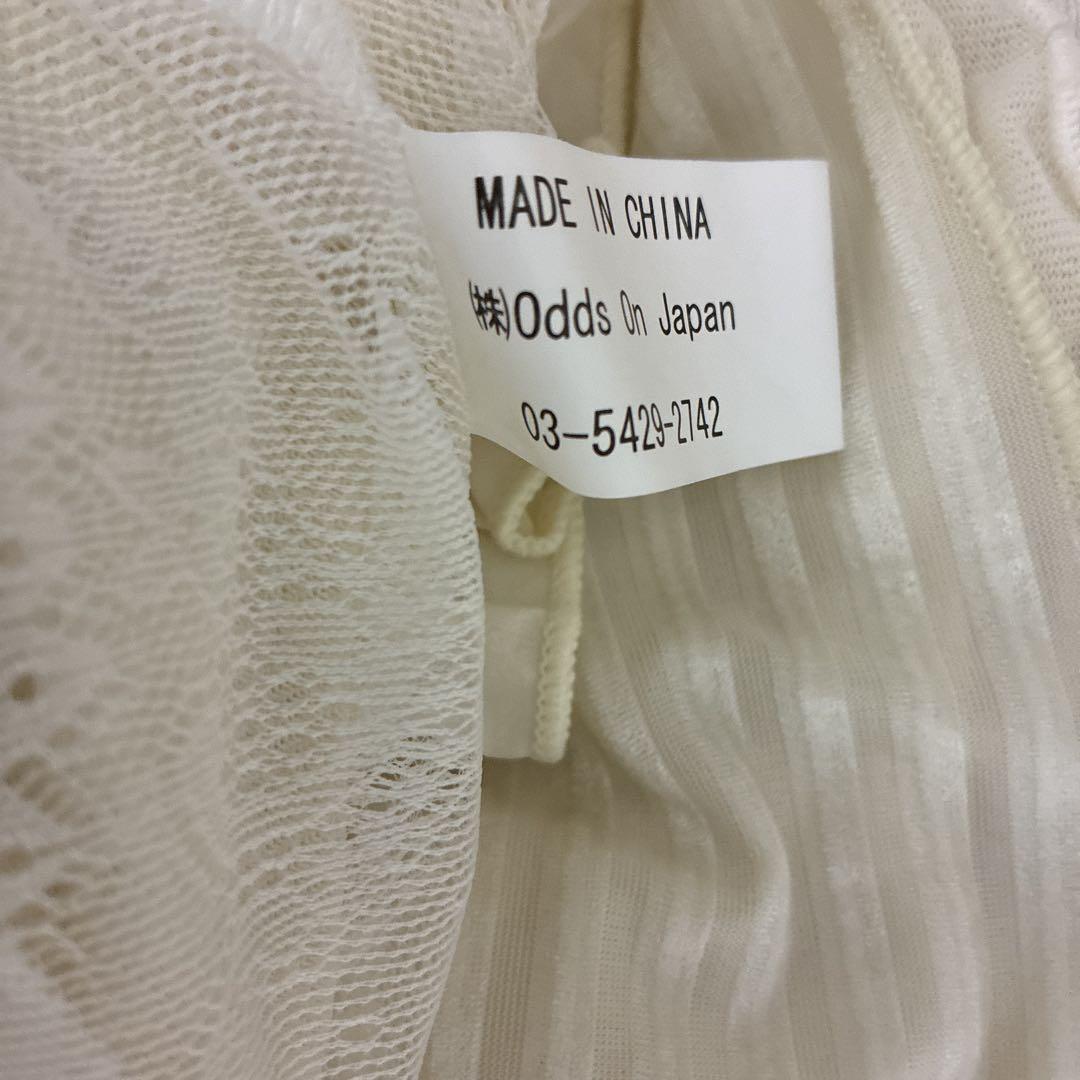 MADE IN CHINA
(株)Odds On Japan
03-5429-2742